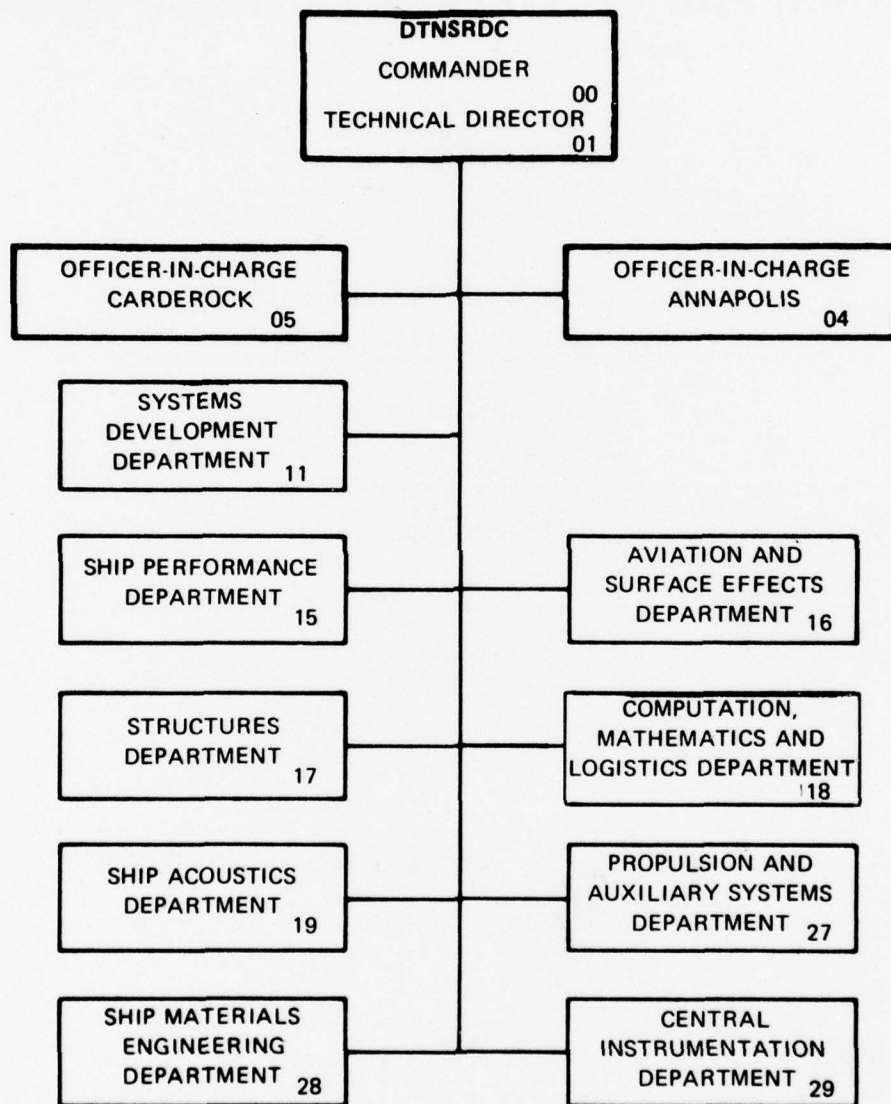 DTNSRDC
COMMANDER
00
TECHNICAL DIRECTOR
01
OFFICER-IN-CHARGE
CARDEROCK
05
OFFICER-IN-CHARGE
ANNAPOLIS
04
SYSTEMS
DEVELOPMENT
DEPARTMENT
11
SHIP PERFORMANCE
DEPARTMENT
15
AVIATION AND
SURFACE EFFECTS
DEPARTMENT
16
STRUCTURES
DEPARTMENT
17
COMPUTATION,
MATHEMATICS AND
LOGISTICS DEPARTMENT
18
SHIP ACOUSTICS
DEPARTMENT
19
PROPULSION AND
AUXILIARY SYSTEMS
DEPARTMENT
27
SHIP MATERIALS
ENGINEERING
DEPARTMENT
28
CENTRAL
INSTRUMENTATION
DEPARTMENT
29